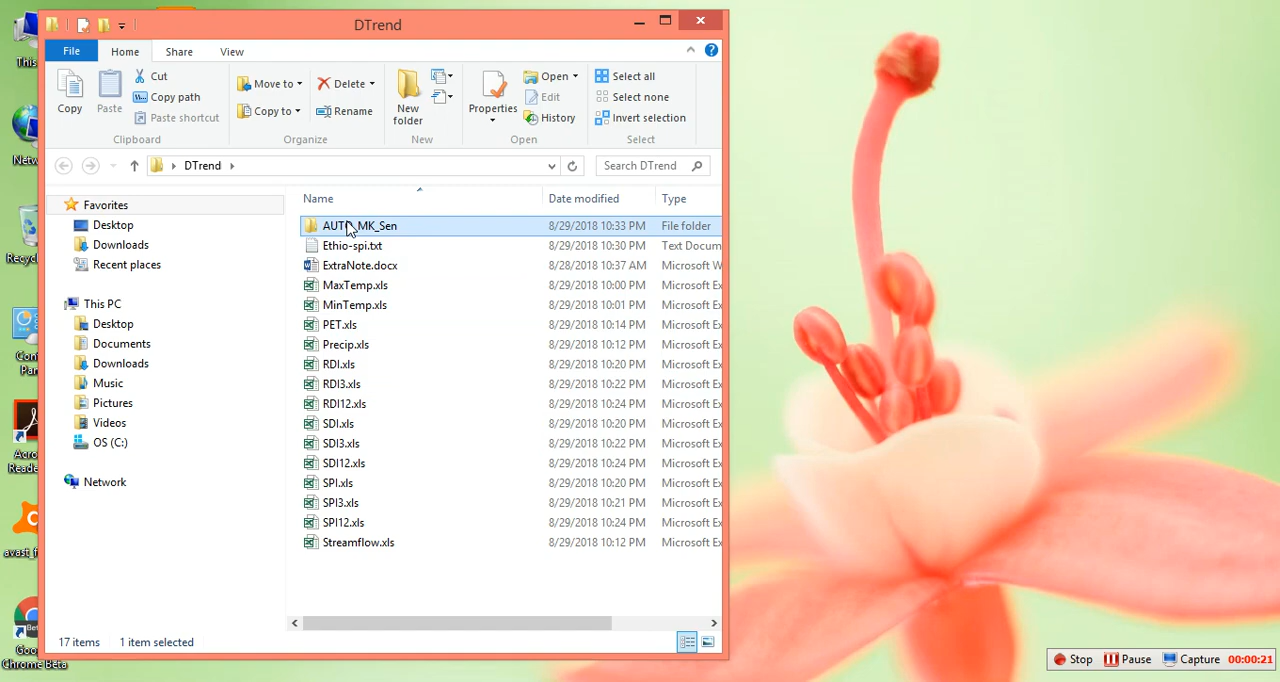 DTrend
File Home Share View
Copy Paste Cut Copy path Paste shortcut
Clipboard
Move to Copy to Delete Rename
Organize
New folder
New
Properties Open Edit History
Open
Select all Select none Invert selection
Select
DTrend
Search DTrend
Favorites
Desktop
Downloads
Recent places
This PC
Desktop
Documents
Downloads
Music
Pictures
Videos
OS (C:)
Network
Name Date modified Type
AUTO_MK_Sen 8/29/2018 10:33 PM File folder
Ethio-spi.txt 8/29/2018 10:30 PM Text Docum
ExtraNote.docx 8/28/2018 10:37 AM Microsoft W
MaxTemp.xls 8/29/2018 10:00 PM Microsoft Ex
MinTemp.xls 8/29/2018 10:01 PM Microsoft Ex
PET.xls 8/29/2018 10:14 PM Microsoft Ex
Precip.xls 8/29/2018 10:12 PM Microsoft Ex
RDI.xls 8/29/2018 10:20 PM Microsoft Ex
RDI3.xls 8/29/2018 10:22 PM Microsoft Ex
RDI12.xls 8/29/2018 10:24 PM Microsoft Ex
SDI.xls 8/29/2018 10:20 PM Microsoft Ex
SDI3.xls 8/29/2018 10:22 PM Microsoft Ex
SDI12.xls 8/29/2018 10:24 PM Microsoft Ex
SPI.xls 8/29/2018 10:20 PM Microsoft Ex
SPI3.xls 8/29/2018 10:21 PM Microsoft Ex
SPI12.xls 8/29/2018 10:24 PM Microsoft Ex
Streamflow.xls 8/29/2018 10:12 PM Microsoft Ex
17 items 1 item selected
This
Netw
Recyc
Cont
Pan
Acro
Reade
avast_f
Goo
Chrome Beta
Stop Pause Capture 00:00:21